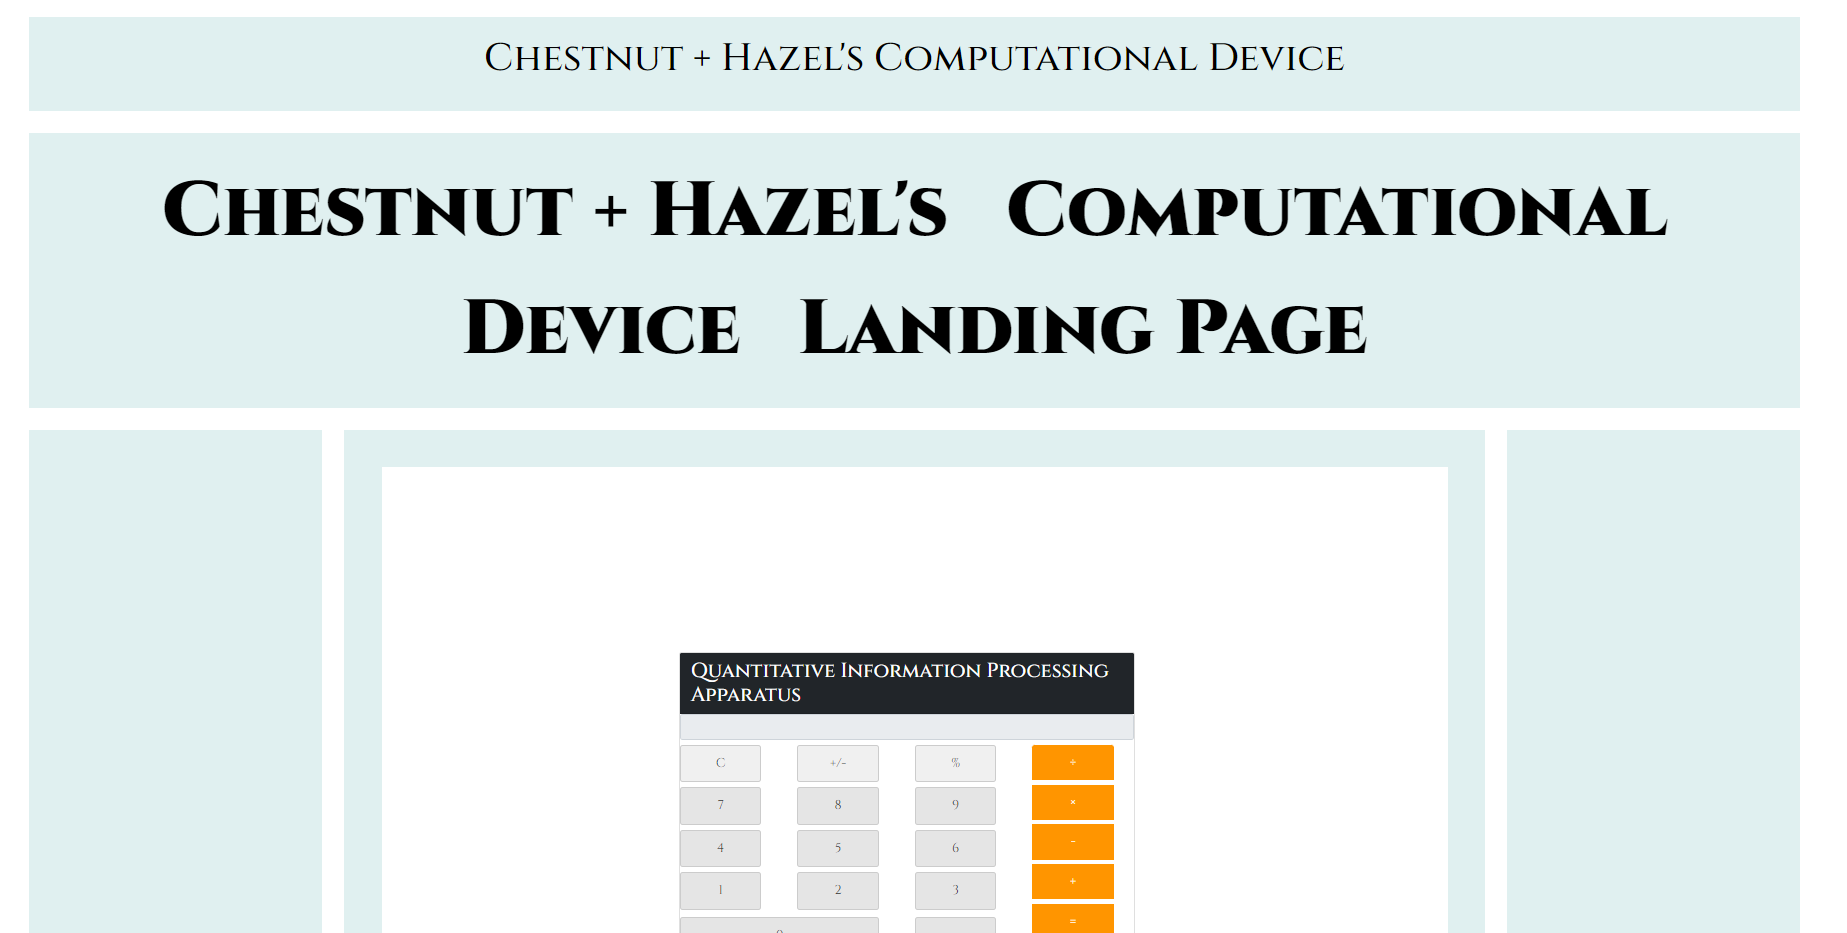 Chestnut + Hazel's Computational Device
Chestnut + Hazel's Computational
Device Landing Page
Quantitative Information Processing
Apparatus
C +/- % ÷
7 8 9 ×
4 5 6 -
1 2 3 +
=